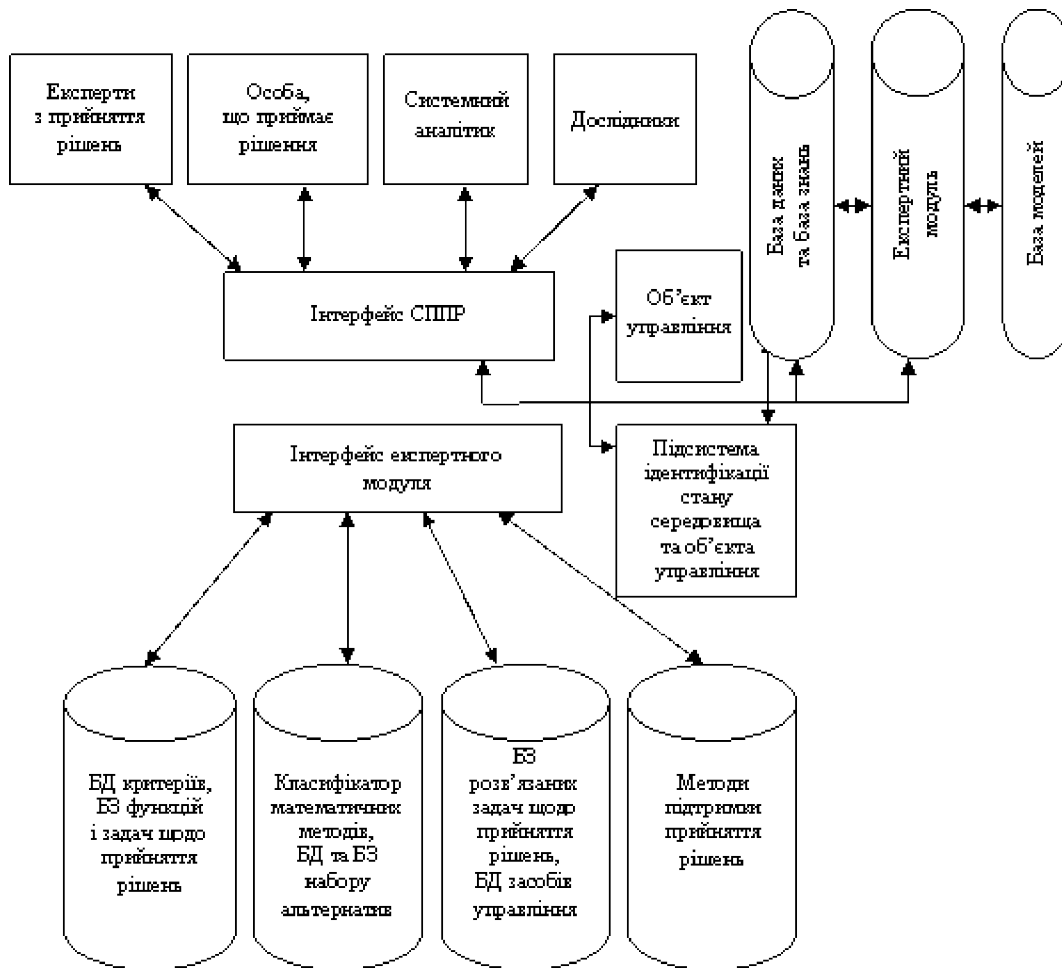 Експерти
з прийняття
рішень
Особа,
що приймає
рішення
Системний
аналітик
Дослідники
База даних
та база знань
Експертний
модуль
База моделей
Інтерфейс СППР
Об’єкт
управління
Інтерфейс експертного
модуля
Підсистема
ідентифікації
стану
середовища
та об’єкта
управління
БД критеріїв,
БЗ функцій
і задач щодо
прийняття
рішень
Класифікатор
математичних
методів,
БД та БЗ
набору
альтернатив
БЗ
розв’язаних
задач щодо
прийняття
рішень,
БД засобів
управління
Методи
підтримки
прийняття
рішень